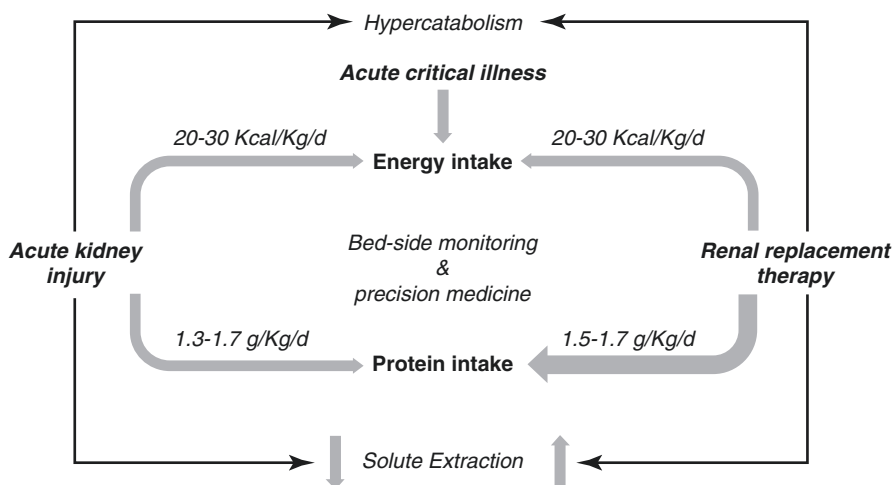 Hypercatabolism
Acute critical illness
20-30 Kcal/Kg/d
20-30 Kcal/Kg/d
Energy intake
Acute kidney
injury
Bed-side monitoring
&
precision medicine
Renal replacement
therapy
1.3-1.7 g/Kg/d
1.5-1.7 g/Kg/d
Protein intake
Solute Extraction